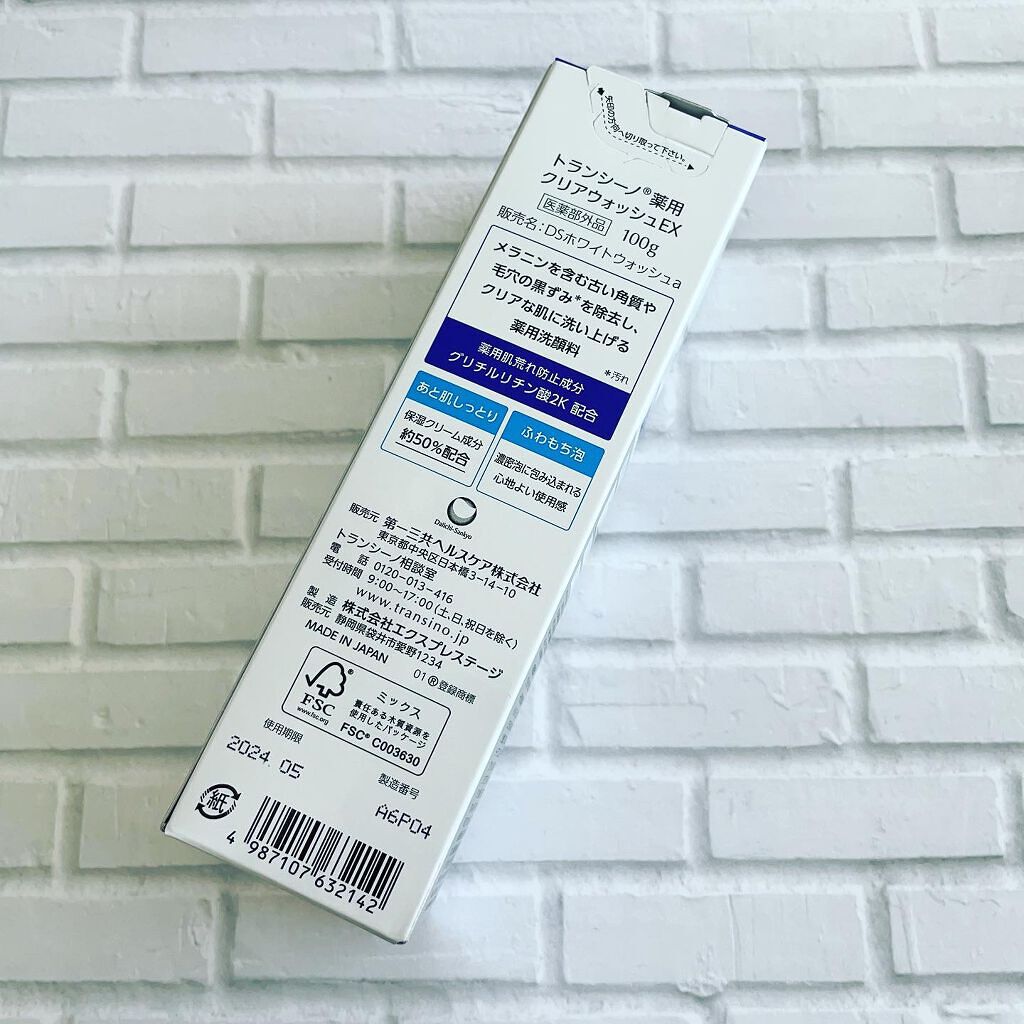 矢印の方向へ切り取って下さい。
トランシーノ®薬用
クリアウォッシュEX
医薬部外品 100g
販売名：DSホワイトウォッシュa
メラニンを含む古い角質や
毛穴の黒ずみ*を除去し、
クリアな肌に洗い上げる
薬用洗顔料
*汚れ
薬用肌荒れ防止成分
グリチルリチン酸2K 配合
あと肌しっとり
保湿クリーム成分
約50%配合
ふわもち泡
濃密泡に包み込まれる
心地よい使用感
Daiichi-Sankyo
販売元 第一三共ヘルスケア株式会社
東京都中央区日本橋3-14-10
トランシーノ相談室
電 話 0120-013-416
受付時間 9:00~17:00(土、日、祝日を除く)
www.transino.jp
製造販売元 株式会社エクスプレステージ
静岡県袋井市愛野1234
MADE IN JAPAN
01 ®登録商標
FSC®
www.fsc.org
ミックス
責任ある木質資源を
使用したパッケージ
FSC® C003630
使用期限
2024.05
製造番号
A6P04
紙
4 987107 632142